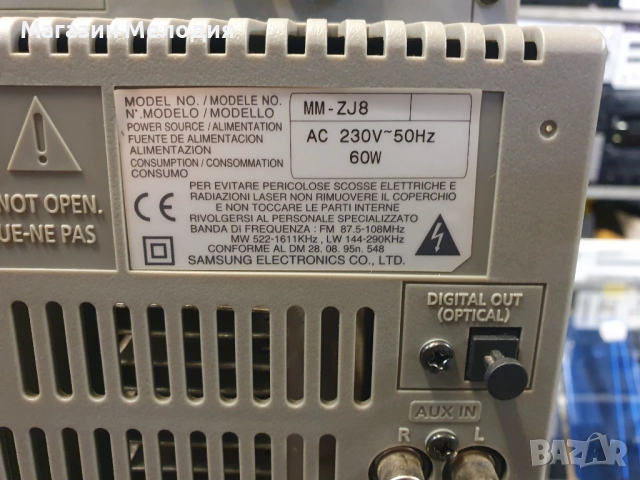 Магазин Мелодия
MODEL NO. / MODELE NO.
N°. MODELO / MODELLO
MM-ZJ8
POWER SOURCE / ALIMENTATION
FUENTE DE ALIMENTACION
ALIMENTAZIONE
AC 230V~50Hz
60W
CONSUMPTION / CONSOMMATION
CONSUMO
PER EVITARE PERICOLOSE SCOSSE ELETTRICHE E
RADIAZIONI LASER NON RIMUOVERE IL COPERCHIO
E NON TOCCARE LE PARTI INTERNE
RIVOLGERSI AL PERSONALE SPECIALIZZATO
BANDA DI FREQUENZA : FM 87.5-108MHz
MW 522-1611KHz , LW 144-290KHz
CONFORME AL DM 28. 08. 95n. 548
SAMSUNG ELECTRONICS CO., LTD.
CE
NOT OPEN.
UE-NE PAS
DIGITAL OUT
(OPTICAL)
AUX IN
R L
BAZAR